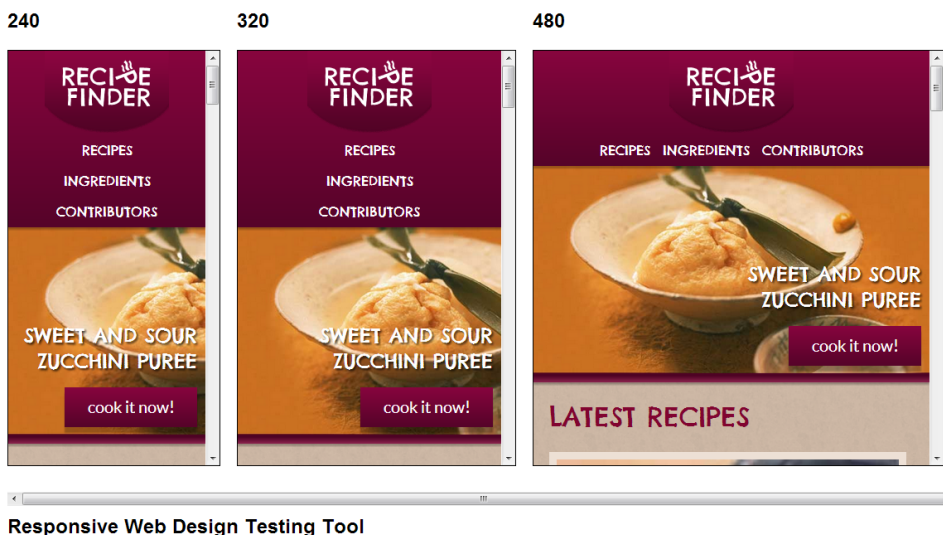 240
RECIPE
FINDER
RECIPES
INGREDIENTS
CONTRIBUTORS
SWEET AND SOUR
ZUCCHINI PUREE
cook it now!
320
RECIPE
FINDER
RECIPES
INGREDIENTS
CONTRIBUTORS
SWEET AND SOUR
ZUCCHINI PUREE
cook it now!
480
RECIPE
FINDER
RECIPES INGREDIENTS CONTRIBUTORS
SWEET AND SOUR
ZUCCHINI PUREE
cook it now!
LATEST RECIPES
Responsive Web Design Testing Tool